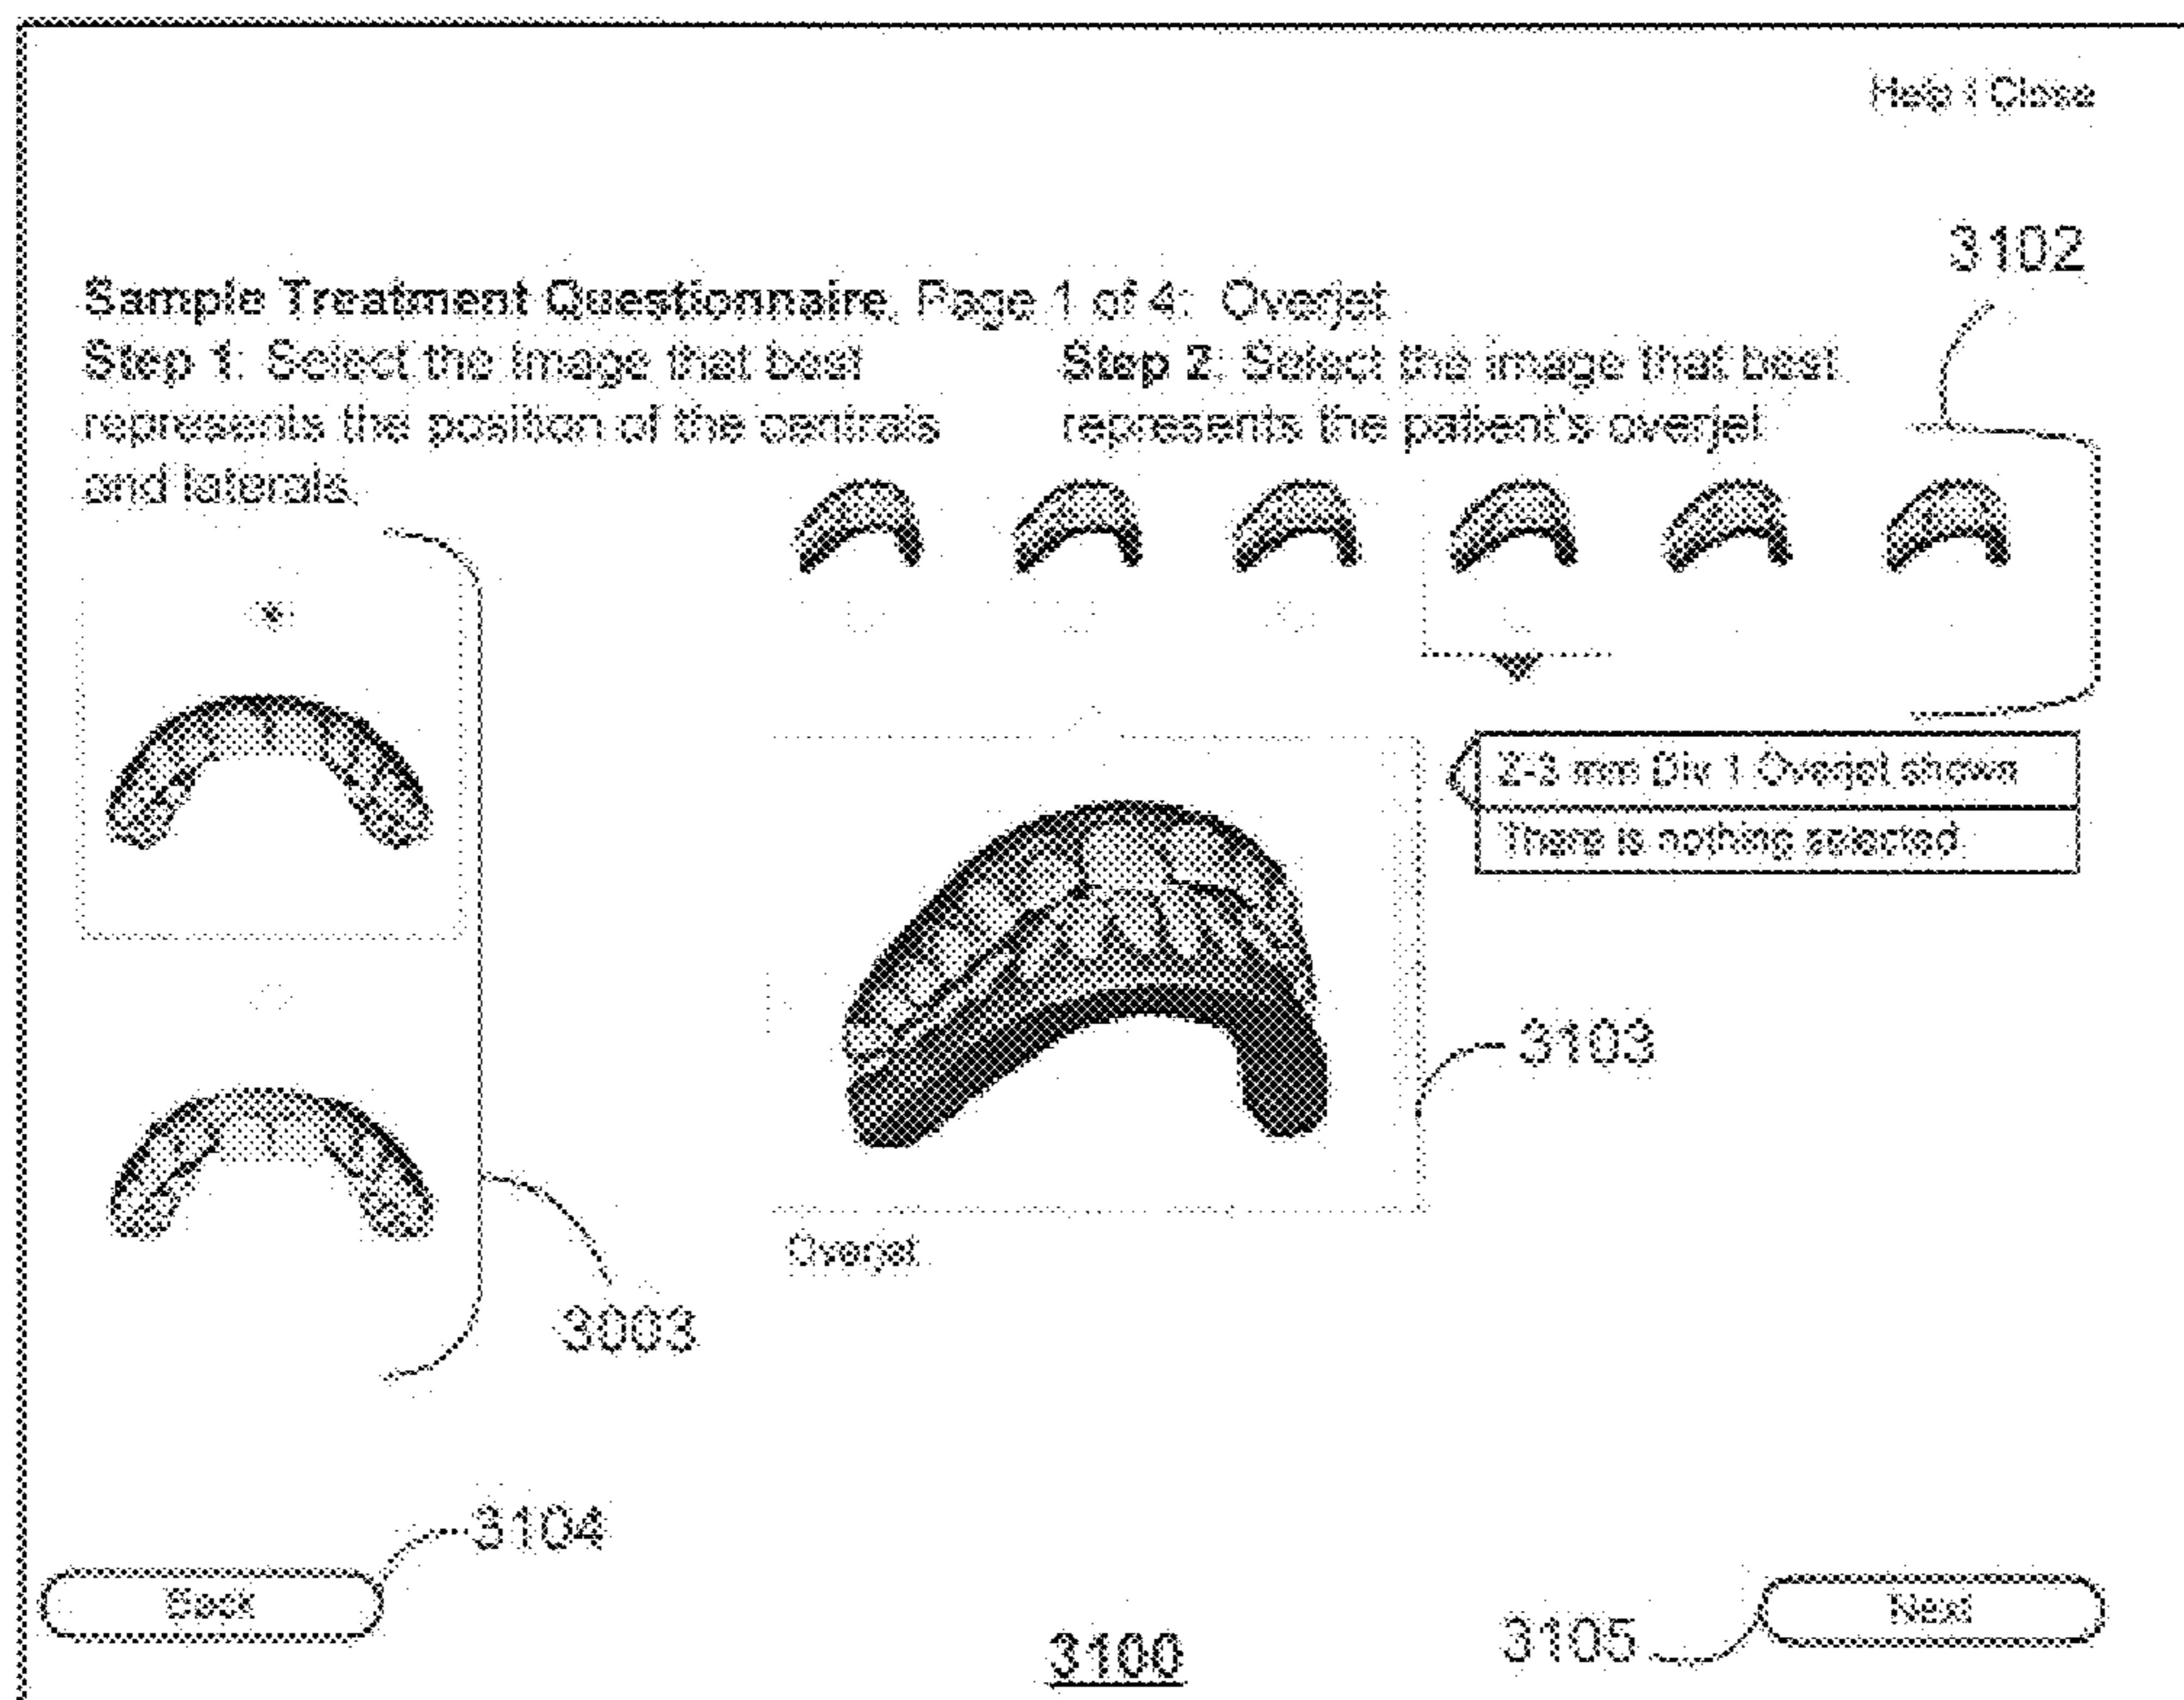 Help | Close
3102
Sample Treatment Questionnaire, Page 1 of 4: Overjet
Step 1: Select the image that best
represents the position of the centrals
and laterals.
Step 2: Select the image that best
represents the patient's overjet
2-3 mm Div 1 Overjet shown
There is nothing selected
3103
Overjet
3003
3104
Back
3100
3105
Next